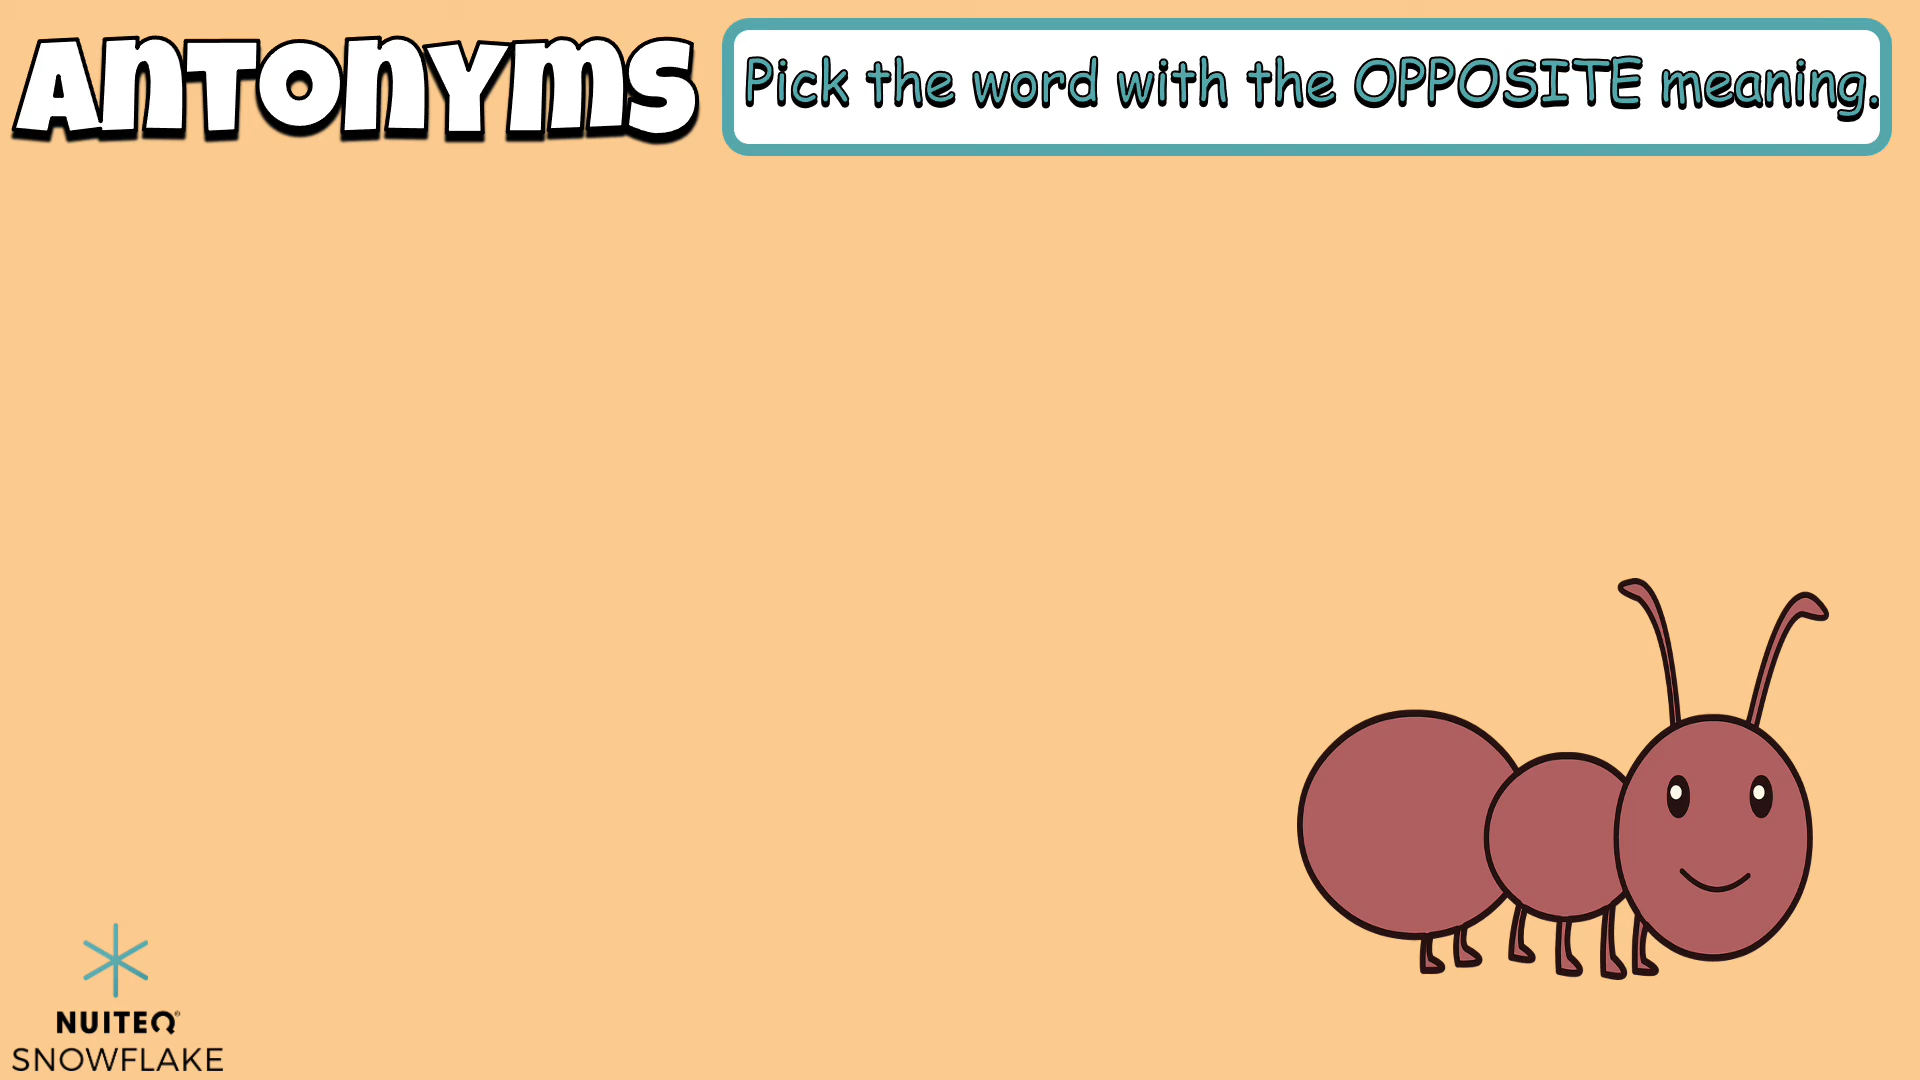 Antonyms
Pick the word with the OPPOSITE meaning.
NUITEQ®
SNOWFLAKE